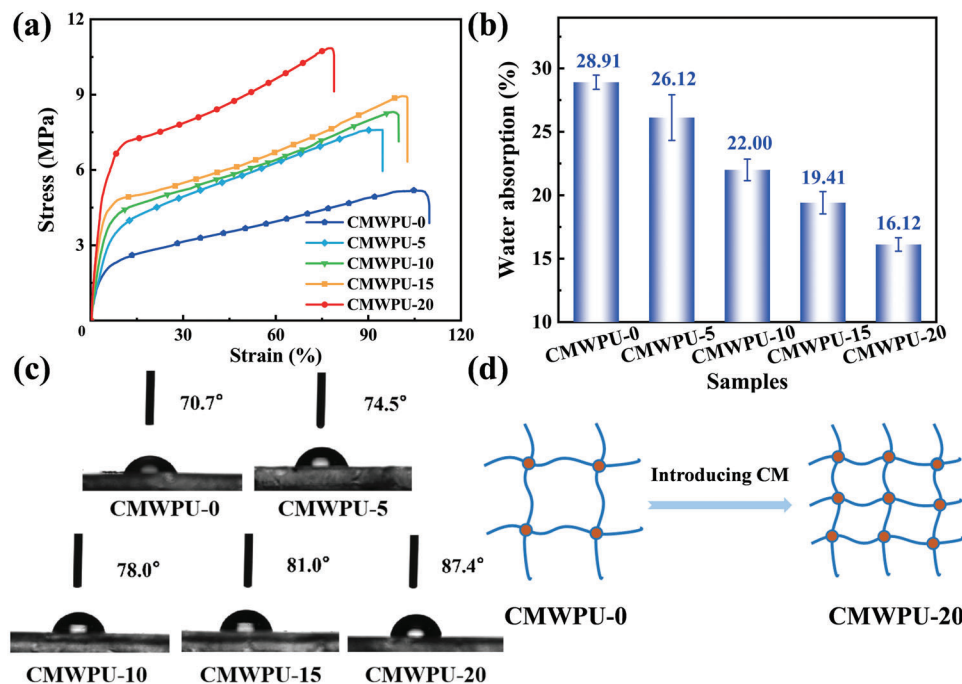 (a)
12
9
6
3
0
30
60
90
120
Stress (MPa)
Strain (%)
CMWPU-0
CMWPU-5
CMWPU-10
CMWPU-15
CMWPU-20
(b)
30
25
20
15
10
Water absorption (%)
28.91
26.12
22.00
19.41
16.12
CMWPU-0
CMWPU-5
CMWPU-10
CMWPU-15
CMWPU-20
Samples
(c)
70.7°
74.5°
CMWPU-0
CMWPU-5
78.0°
81.0°
87.4°
CMWPU-10
CMWPU-15
CMWPU-20
(d)
Introducing CM
CMWPU-0
CMWPU-20